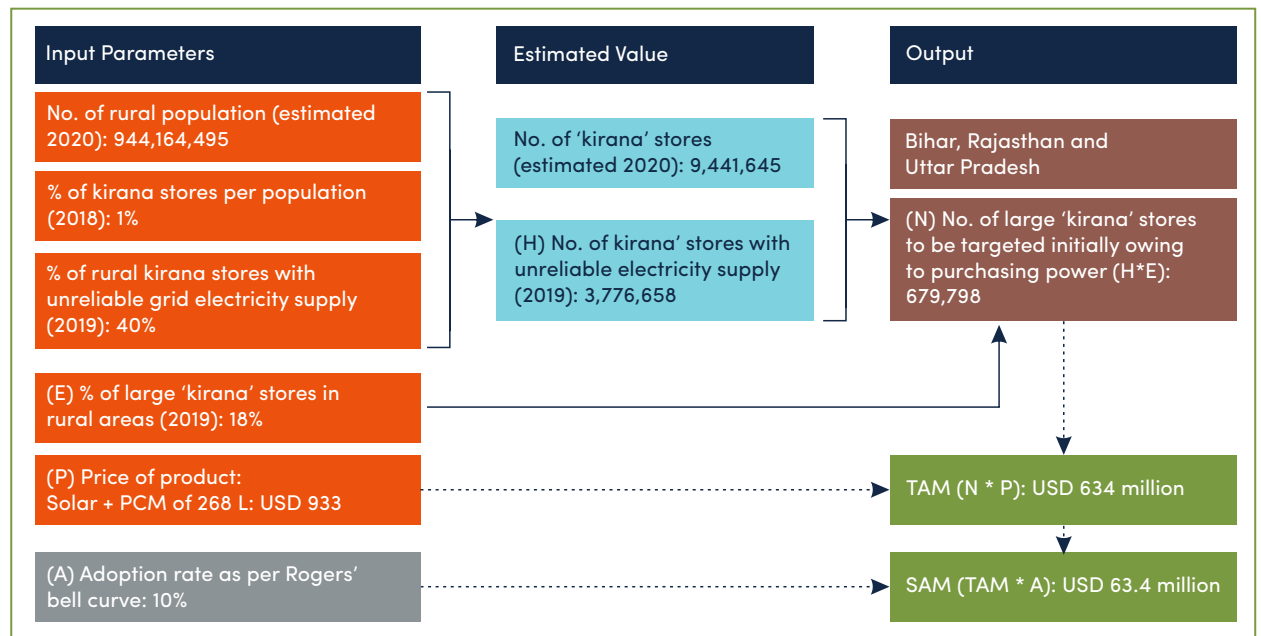 Input Parameters
Estimated Value
Output
No. of rural population (estimated
2020): 944,164,495
% of kirana stores per population
(2018): 1%
% of rural kirana stores with
unreliable grid electricity supply
(2019): 40%
No. of ‘kirana’ stores
(estimated 2020): 9,441,645
(H) No. of kirana’ stores with
unreliable electricity supply
(2019): 3,776,658
Bihar, Rajasthan and
Uttar Pradesh
(N) No. of large ‘kirana’ stores
to be targeted initially owing
to purchasing power (H*E):
679,798
(E) % of large ‘kirana’ stores in
rural areas (2019): 18%
(P) Price of product:
Solar + PCM of 268 L: USD 933
TAM (N * P): USD 634 million
(A) Adoption rate as per Rogers’
bell curve: 10%
SAM (TAM * A): USD 63.4 million